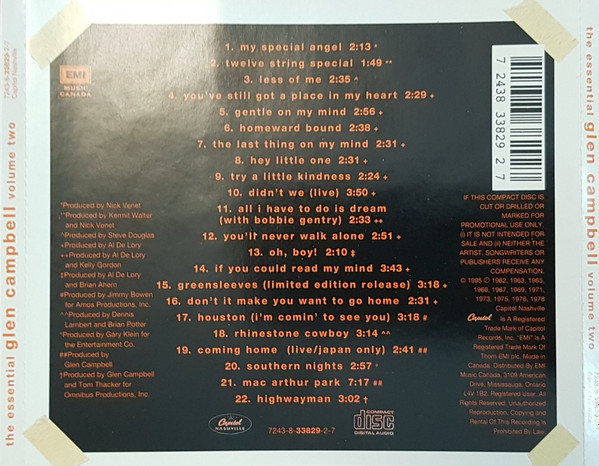 the essential glen campbell volume two
7243-8-33829-2-7
Capitol Nashville
EMI
MUSIC
CANADA
1. my special angel 2:13 *
2. twelve string special 1:49 **
3. less of me 2:35 ^
4. you've still got a place in my heart 2:29 +
5. gentle on my mind 2:56 +
6. homeward bound 2:38 +
7. the last thing on my mind 2:31 +
8. hey little one 2:31 +
9. try a little kindness 2:24 +
10. didn't we (live) 3:50 +
11. all i have to do is dream
(with bobbie gentry) 2:33 ++
12. you'll never walk alone 2:51 +
13. oh, boy! 2:10 ‡
14. if you could read my mind 3:43 +
15. greensleeves (limited edition release) 3:18 +
16. don't it make you want to go home 2:31 +
17. houston (i'm comin' to see you) 3:18 #
18. rhinestone cowboy 3:14 ^^
19. coming home (live/japan only) 2:41 ##
20. southern nights 2:57
21. mac arthur park 7:17 ##
22. highwayman 3:02 †
*Produced by Nick Venet
**Produced by Kermit Walter
and Nick Venet
^Produced by Steve Douglas
+Produced by Al De Lory
++Produced by Al De Lory
and Kelly Gordon
‡Produced by Al De Lory
and Brian Ahern
#Produced by Jimmy Bowen
for Amos Productions, Inc.
^^Produced by Dennis
Lambert and Brian Potter
°Produced by Gary Klein for
the Entertainment Co.
##Produced by
Glen Campbell
†Produced by Glen Campbell
and Tom Thacker for
Omnibus Productions, Inc.
Capitol
NASHVILLE
7243-8-33829-2-7
COMPACT
disc
DIGITAL AUDIO
7 24383 33829 2 7
IF THIS COMPACT DISC IS
CUT OR DRILLED OR
MARKED FOR
PROMOTIONAL USE ONLY,
(I) IT IS NOT INTENDED FOR
SALE AND (II) NEITHER THE
ARTIST, SONGWRITERS OR
PUBLISHERS RECEIVE ANY
COMPENSATION.
© 1995 ℗ 1962, 1963, 1965,
1966, 1967, 1969, 1971,
1973, 1975, 1976, 1978
Capitol Nashville
Capitol Is A Registered
Trade Mark of Capitol
Records, Inc. "EMI" Is A
Registered Trade Mark Of
Thorn EMI plc. Made in
Canada, Distributed By EMI
Music Canada, 3109 American
Drive, Mississauga, Ontario
L4V 1B2. Registered User. All
Rights Reserved. Unauthorized
Reproduction, Copying and
Rental Of This Recording Is
Prohibited By Law.
the essential glen campbell volume two